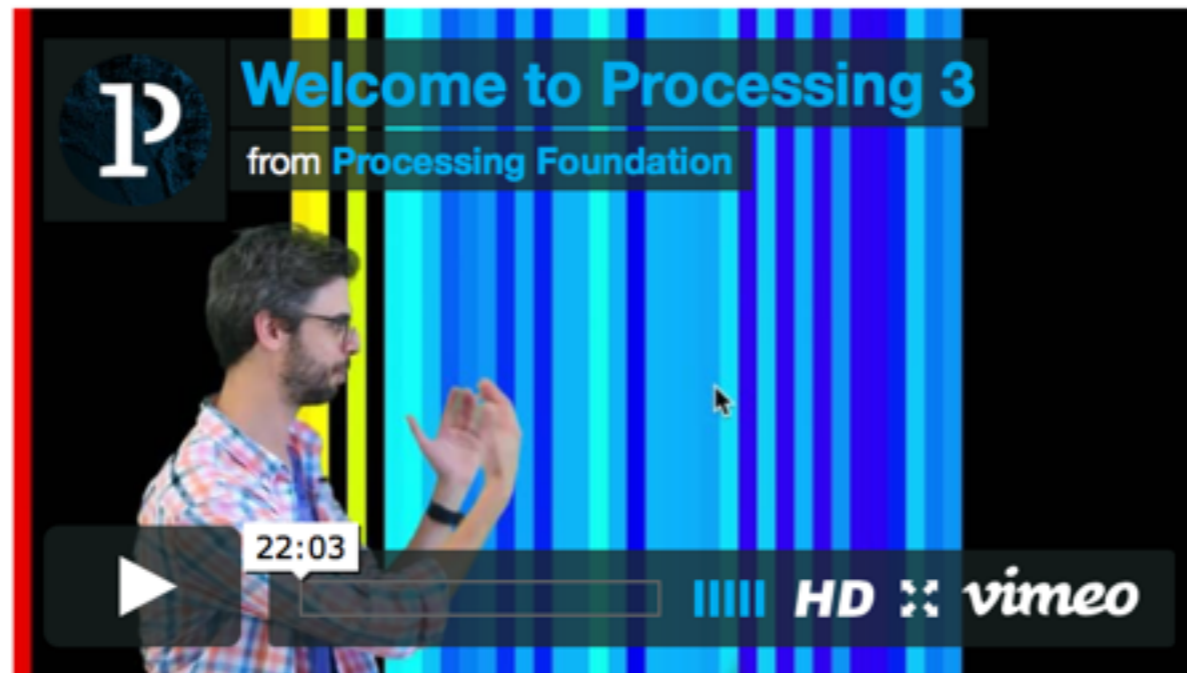 P
Welcome to Processing 3
from Processing Foundation
22:03
HD
vimeo